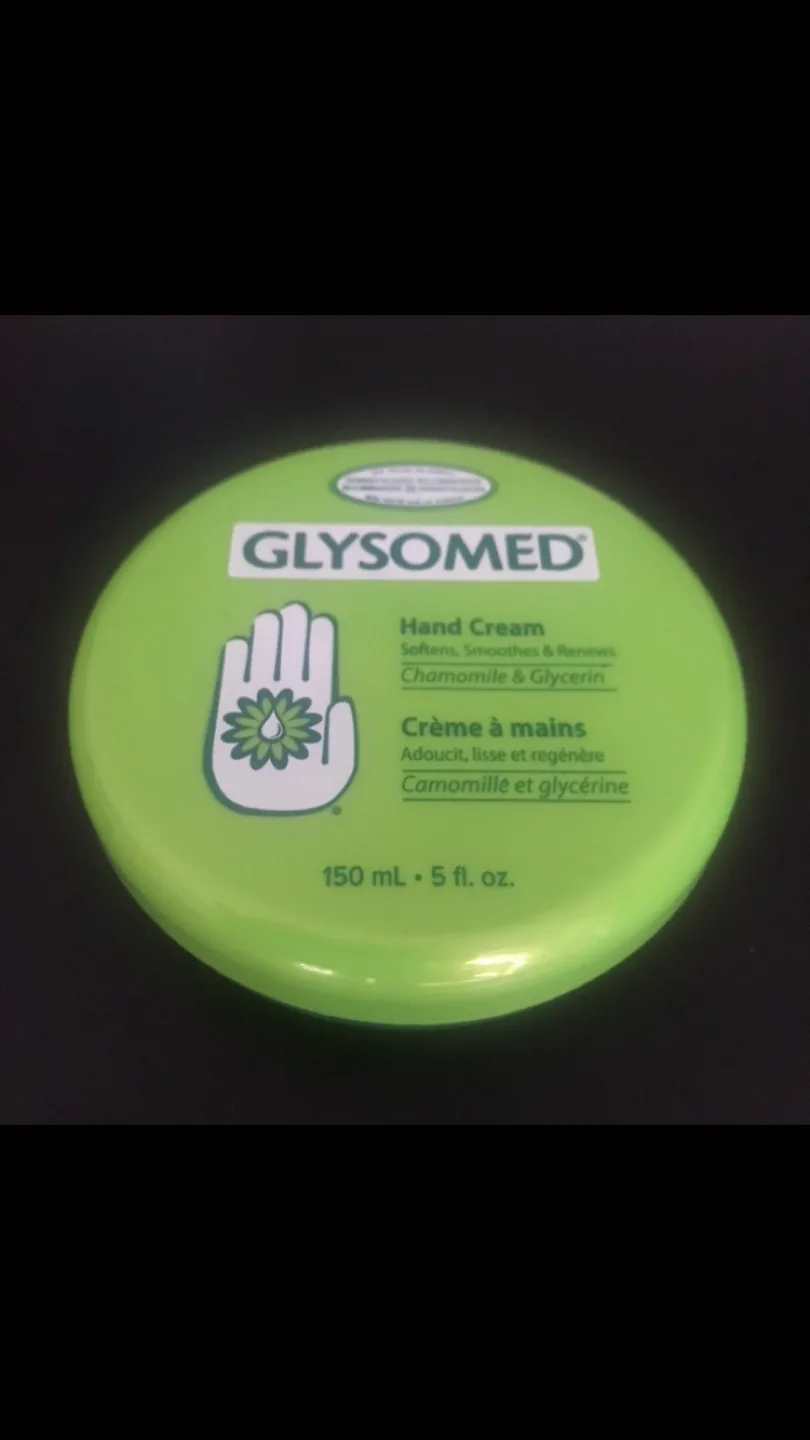 GLYSOMED®
Hand Cream
Softens, Smoothes & Renews
Chamomile & Glycerin
Crème à mains
Adoucit, lisse et regénère
Camomille et glycérine
150 mL • 5 fl. oz.